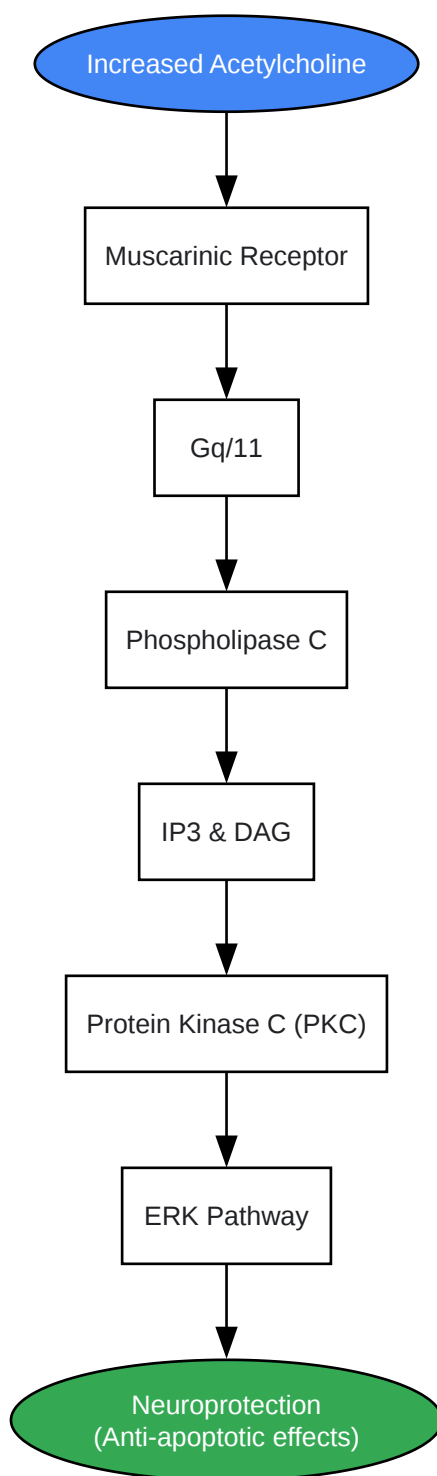 Increased Acetylcholine
Muscarinic Receptor
Gq/11
Phospholipase C
IP3 & DAG
Protein Kinase C (PKC)
ERK Pathway
Neuroprotection
(Anti-apoptotic effects)